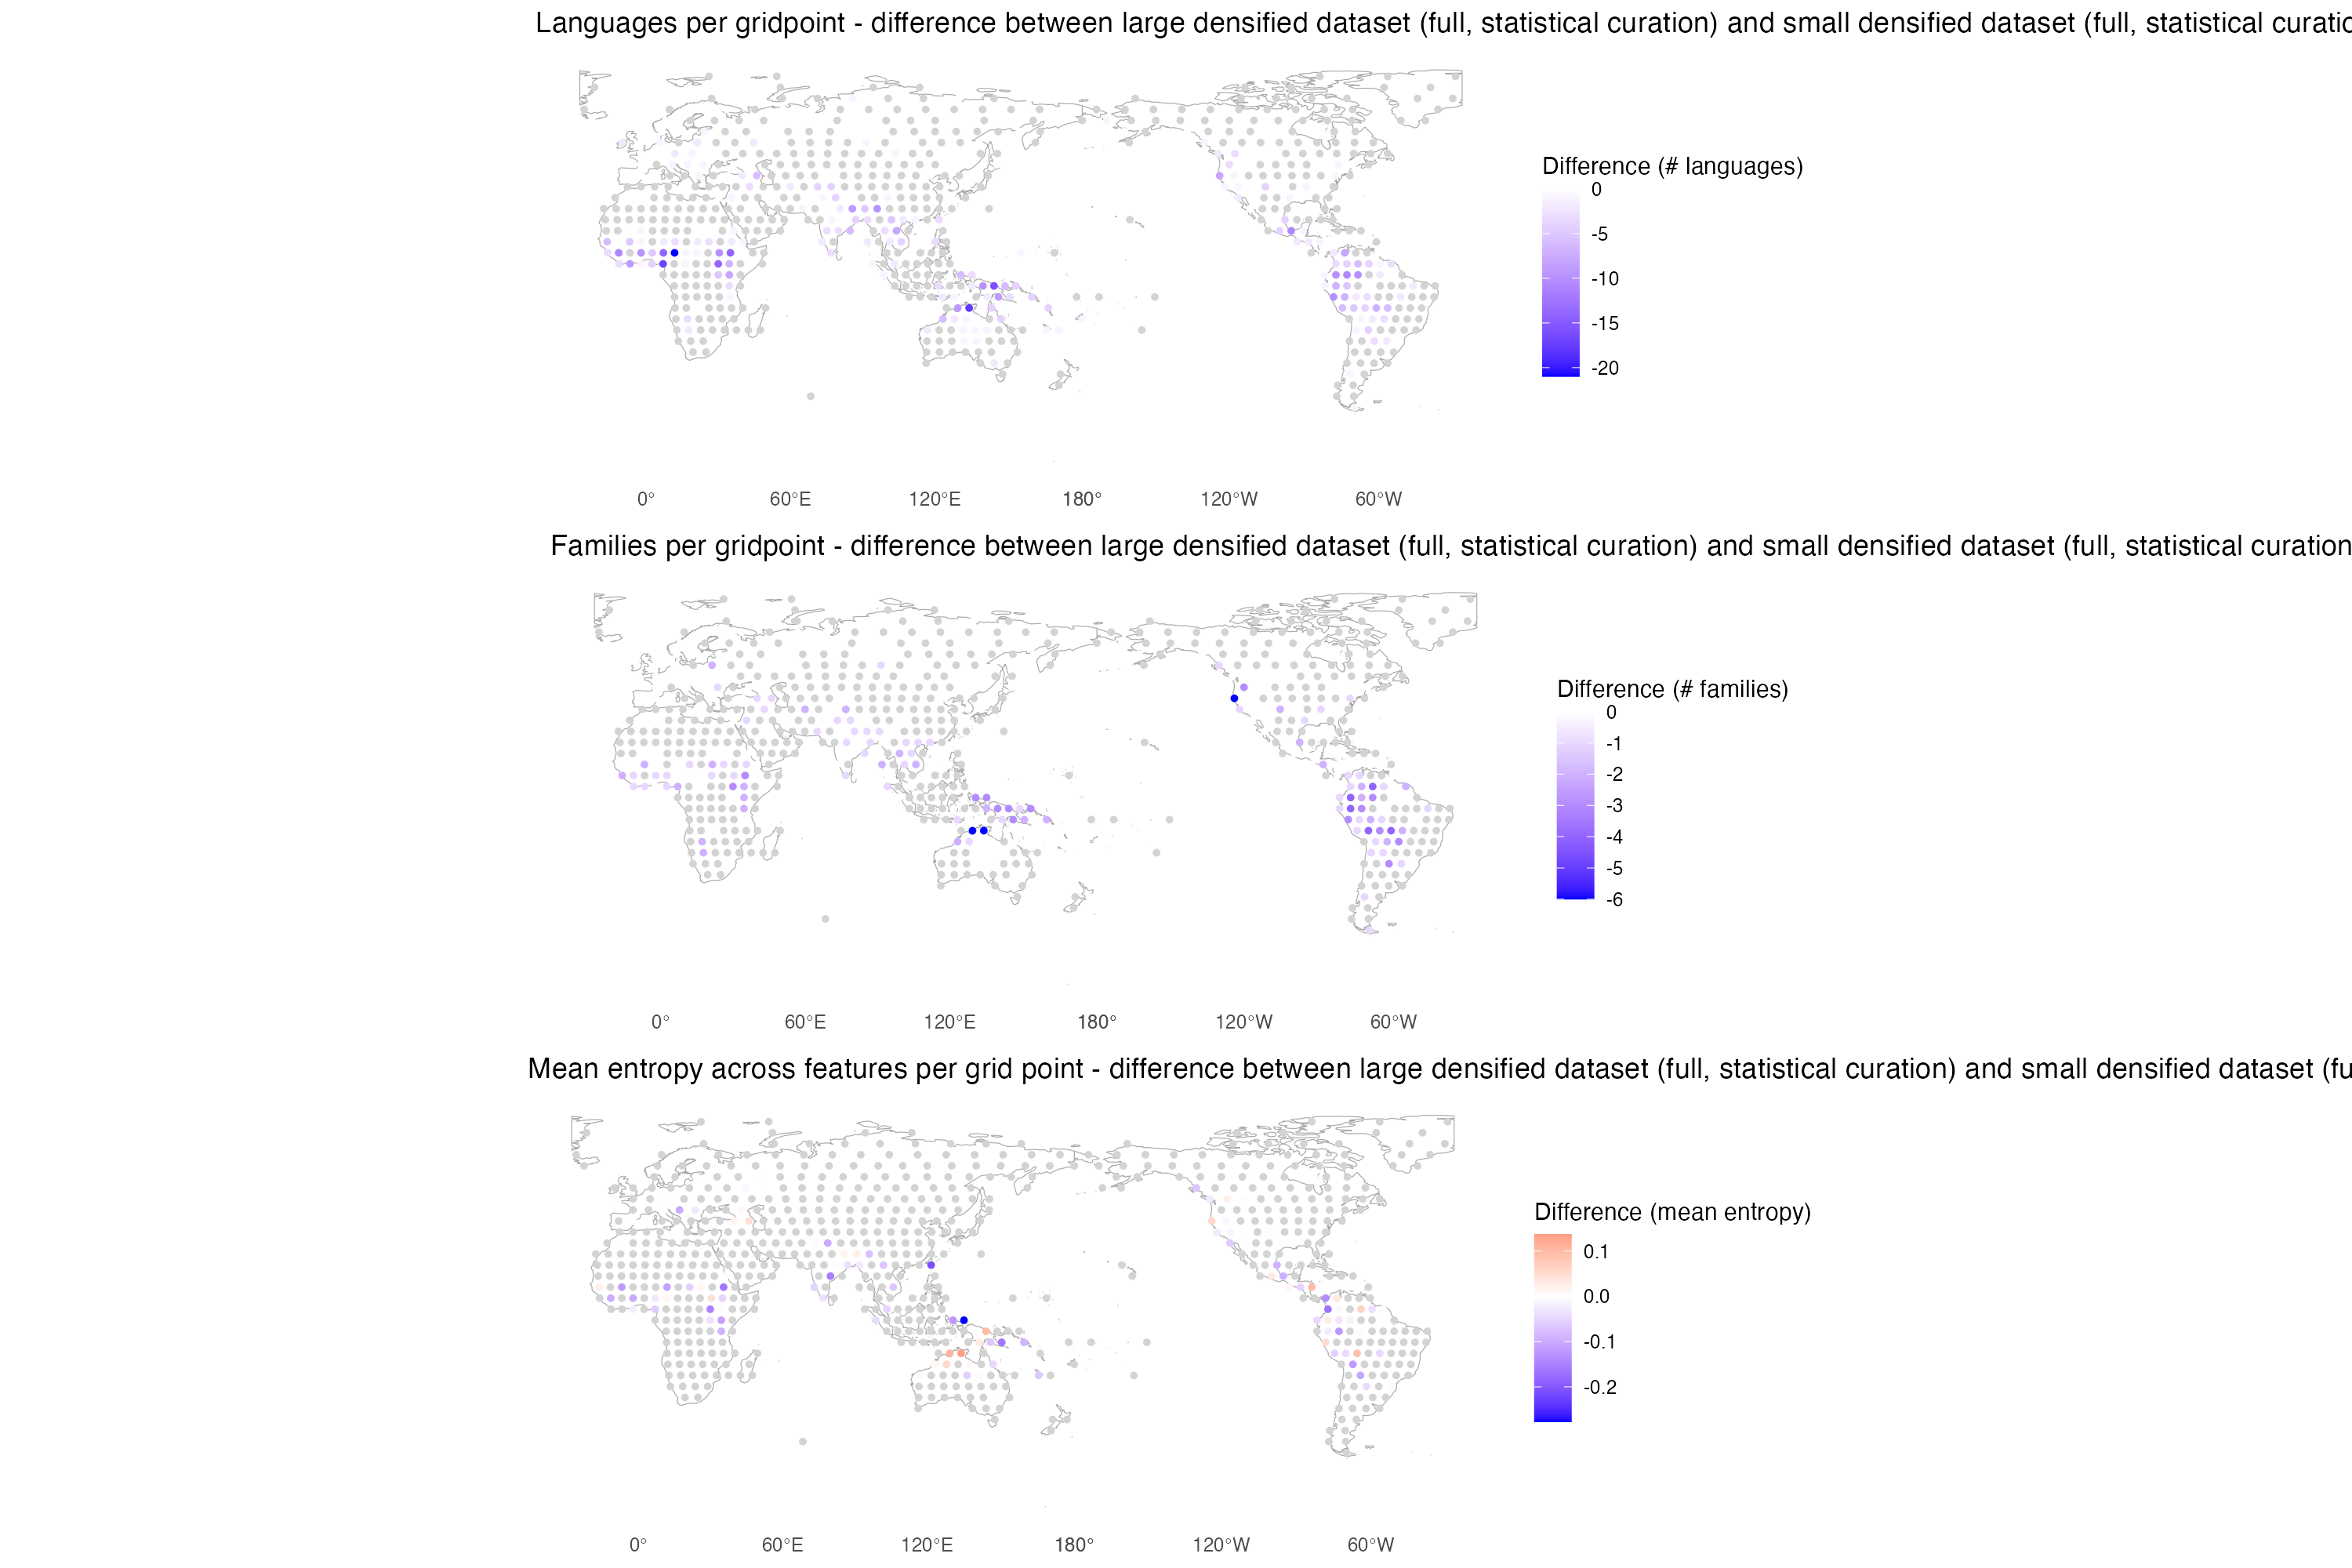 Languages per gridpoint - difference between large densified dataset (full, statistical curation) and small densified dataset (full, statistical curatio
Difference (# languages)
0
-5
-10
-15
-20
0° 60°E 120°E 180° 120°W 60°W
Families per gridpoint - difference between large densified dataset (full, statistical curation) and small densified dataset (full, statistical curation
Difference (# families)
0
-1
-2
-3
-4
-5
-6
0° 60°E 120°E 180° 120°W 60°W
Mean entropy across features per grid point - difference between large densified dataset (full, statistical curation) and small densified dataset (fu
Difference (mean entropy)
0.1
0.0
-0.1
-0.2
0° 60°E 120°E 180° 120°W 60°W